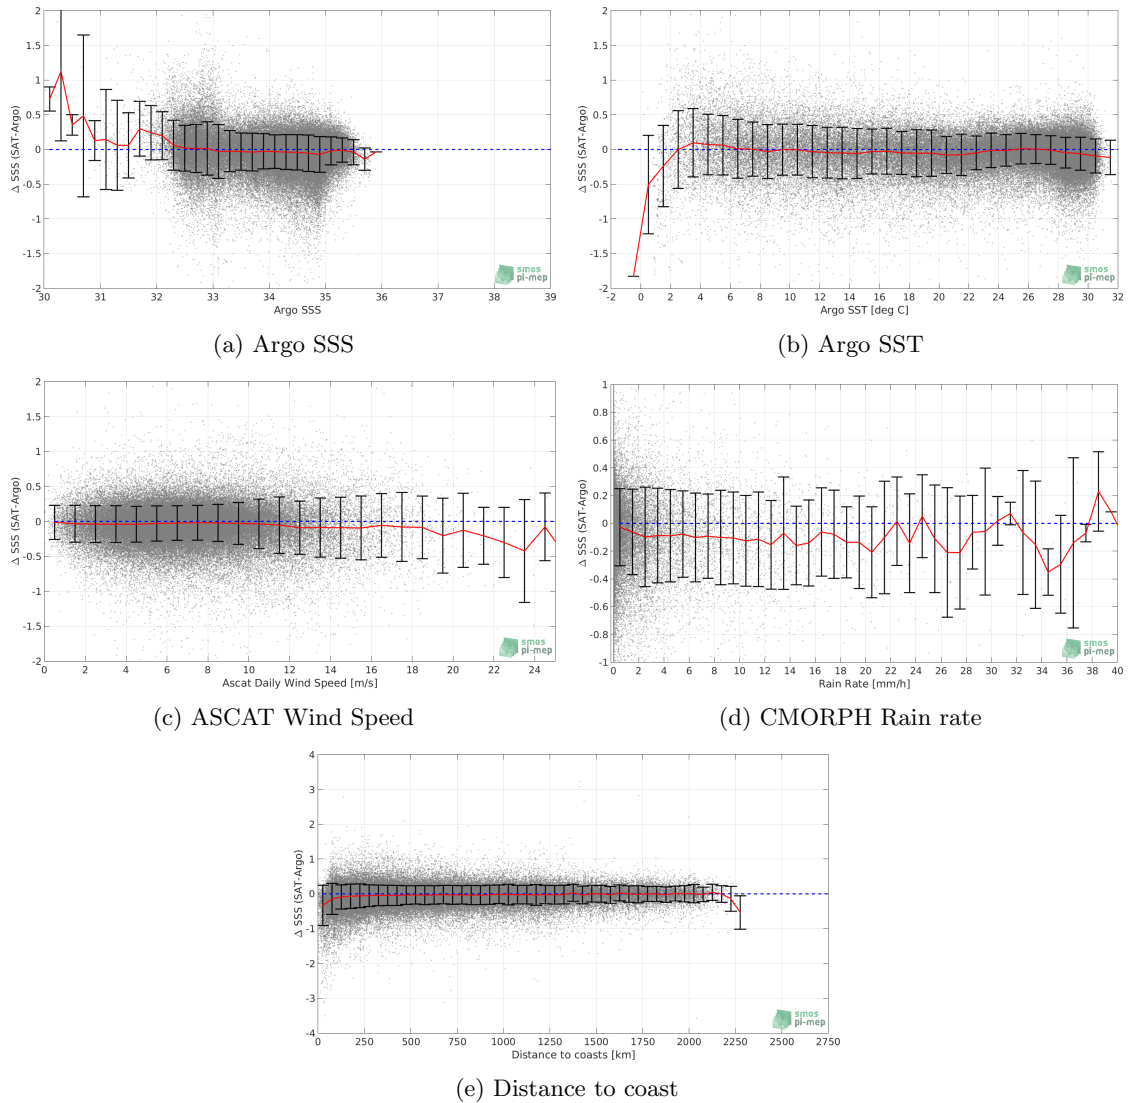 2
1.5
1
0.5
0
-0.5
-1
-1.5
-2
Δ SSS (SAT-Argo)
30 31 32 33 34 35 36 37 38 39
Argo SSS
smos
pi-mep
(a) Argo SSS
2
1.5
1
0.5
0
-0.5
-1
-1.5
-2
Δ SSS (SAT-Argo)
-2 0 2 4 6 8 10 12 14 16 18 20 22 24 26 28 30 32
Argo SST [deg C]
smos
pi-mep
(b) Argo SST
2
1.5
1
0.5
0
-0.5
-1
-1.5
-2
Δ SSS (SAT-Argo)
0 2 4 6 8 10 12 14 16 18 20 22 24
Ascat Daily Wind Speed [m/s]
smos
pi-mep
(c) ASCAT Wind Speed
1
0.8
0.6
0.4
0.2
0
-0.2
-0.4
-0.6
-0.8
-1
Δ SSS (SAT-Argo)
0 2 4 6 8 10 12 14 16 18 20 22 24 26 28 30 32 34 36 38 40
Rain Rate [mm/h]
smos
pi-mep
(d) CMORPH Rain rate
4
3
2
1
0
-1
-2
-3
-4
Δ SSS (SAT-Argo)
0 250 500 750 1000 1250 1500 1750 2000 2250 2500 2750
Distance to coasts [km]
smos
pi-mep
(e) Distance to coast